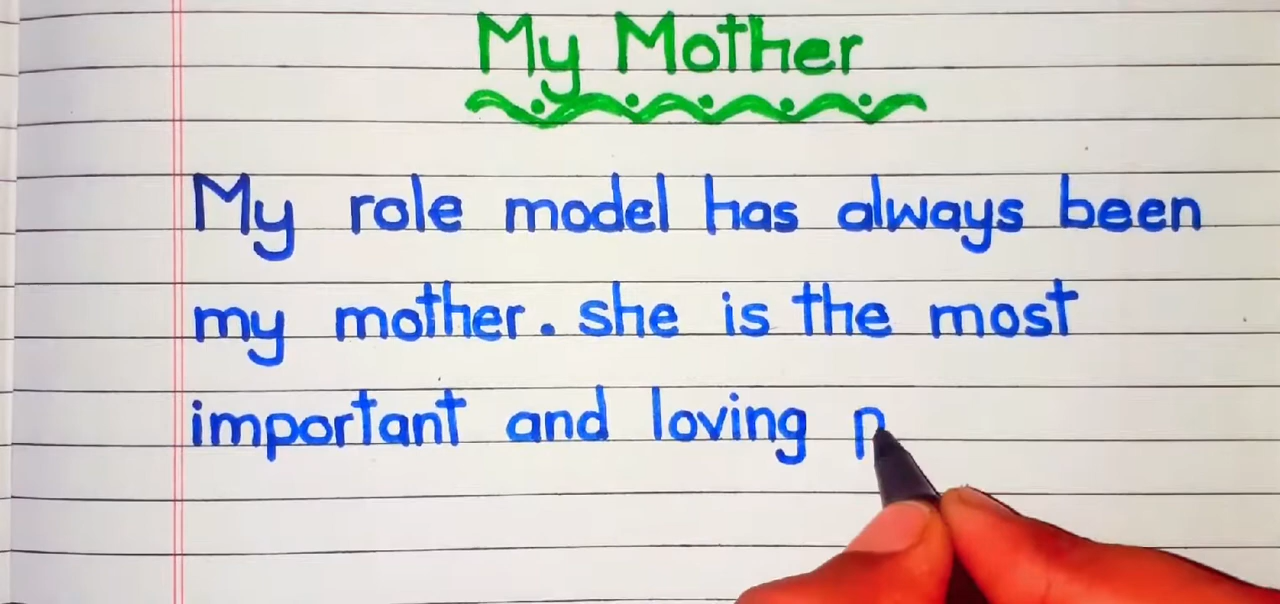 My Mother
My role model has always been
my mother. she is the most
important and loving p